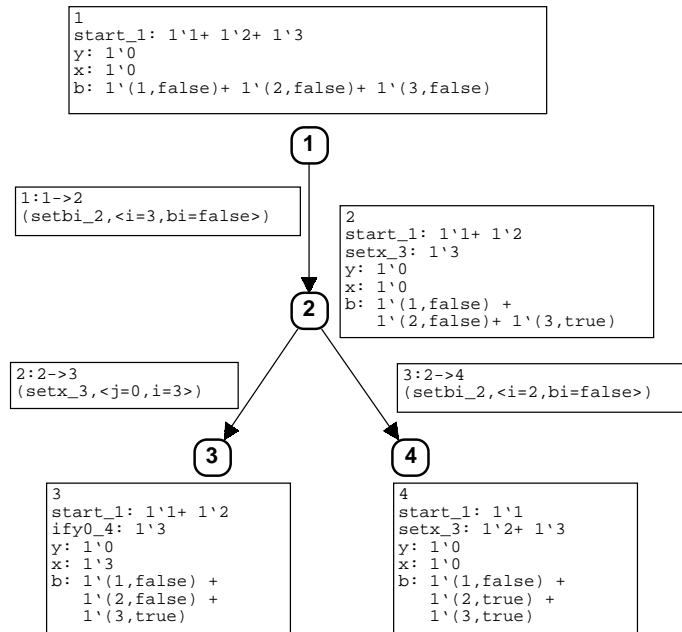 1
start_1: 1`1+ 1`2+ 1`3
y: 1`0
x: 1`0
b: 1`(1,false)+ 1`(2,false)+ 1`(3,false)
1
1:1->2
(setbi_2,<i=3,bi=false>)
2
start_1: 1`1+ 1`2
setx_3: 1`3
y: 1`0
x: 1`0
b: 1`(1,false) +
1`(2,false)+ 1`(3,true)
2
2:2->3
(setx_3,<j=0,i=3>)
3:2->4
(setbi_2,<i=2,bi=false>)
3
4
3
start_1: 1`1+ 1`2
ify0_4: 1`3
y: 1`0
x: 1`3
b: 1`(1,false) +
1`(2,false) +
1`(3,true)
4
start_1: 1`1
setx_3: 1`2+ 1`3
y: 1`0
x: 1`0
b: 1`(1,false) +
1`(2,true) +
1`(3,true)